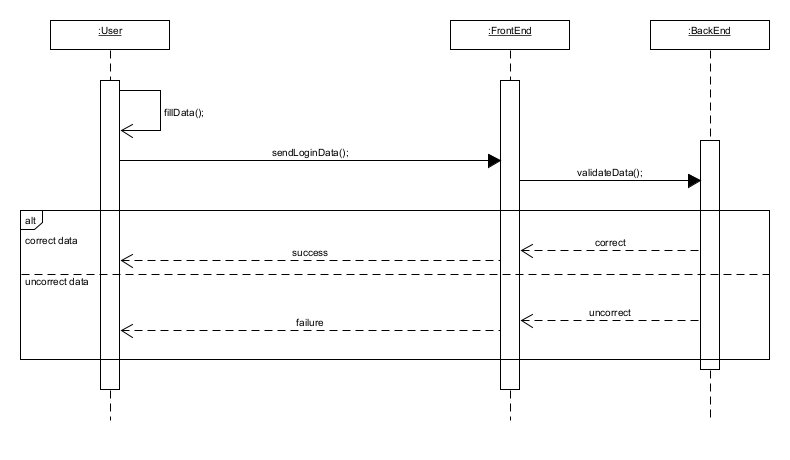 :User
:FrontEnd
:BackEnd
fillData();
sendLoginData();
validateData();
alt
correct data
correct
success
uncorrect data
uncorrect
failure